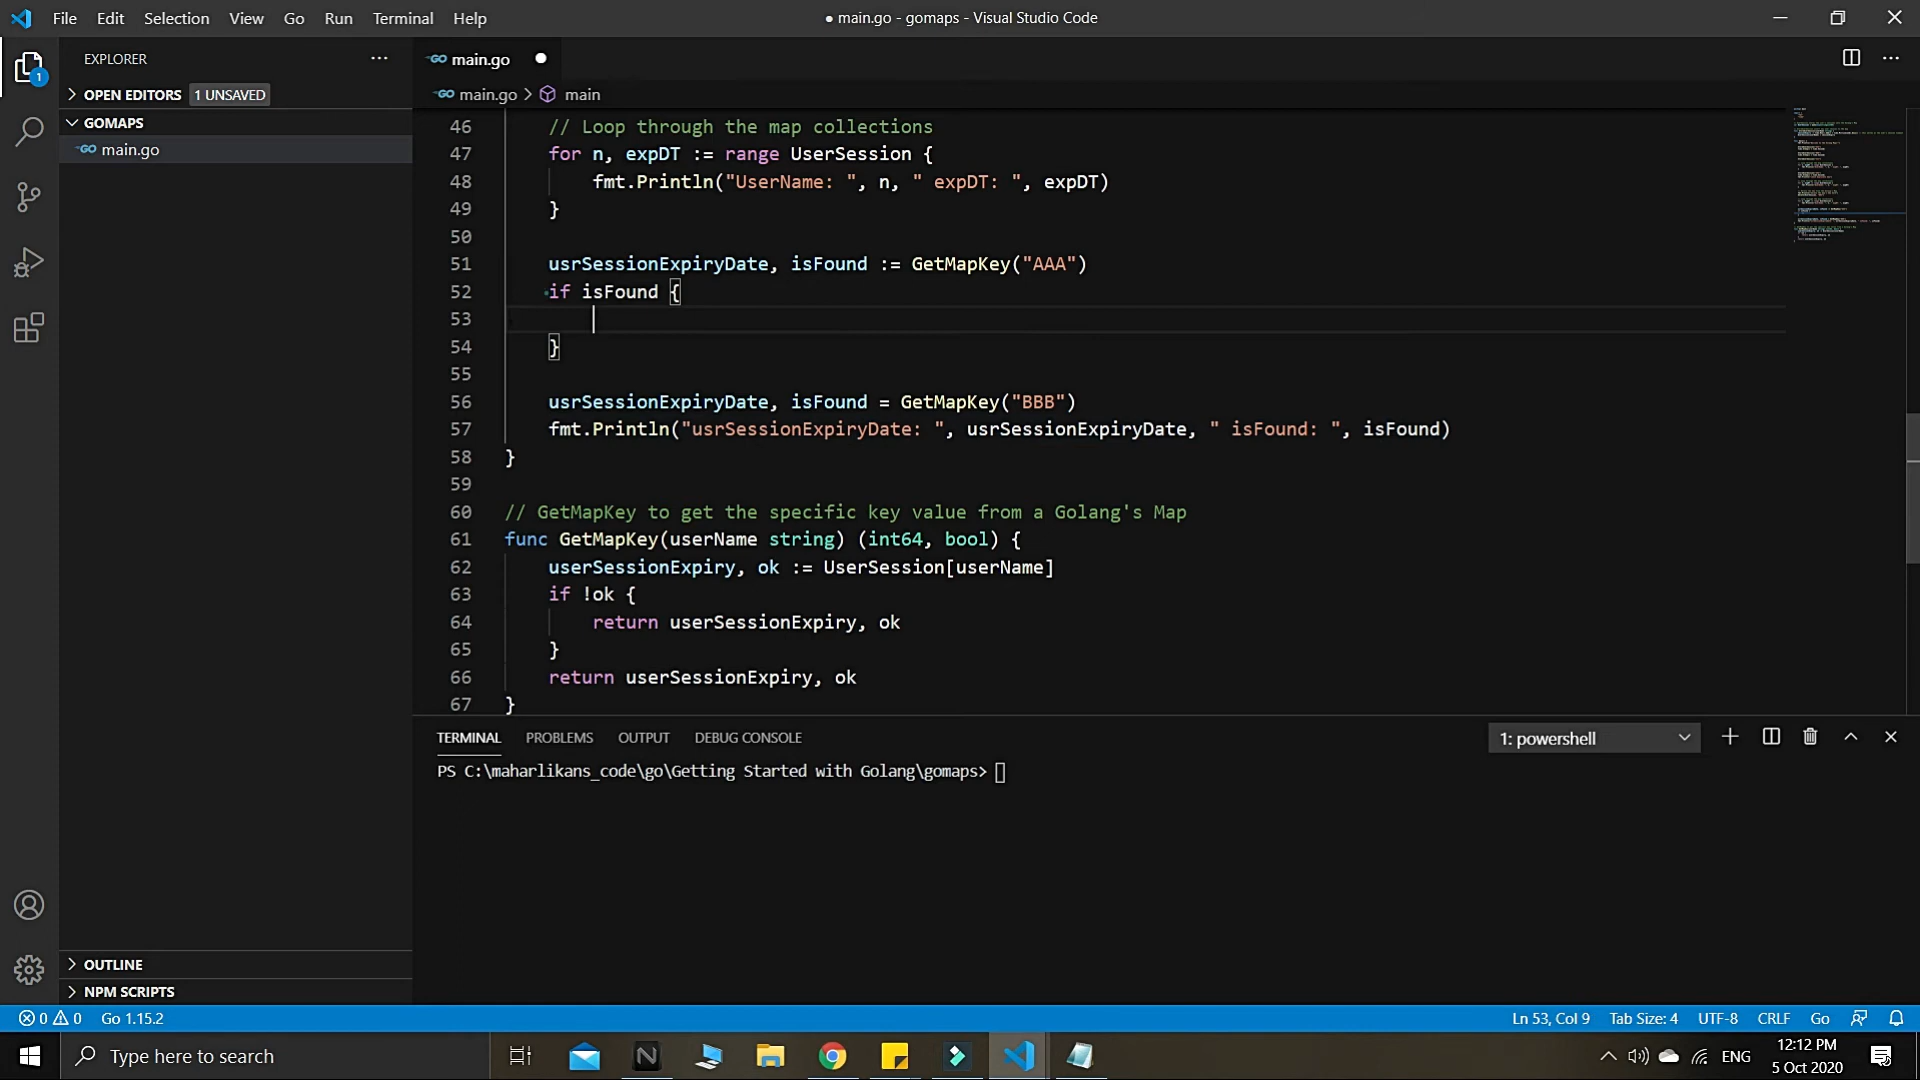 File Edit Selection View Go Run Terminal Help
● main.go - gomaps - Visual Studio Code
EXPLORER
main.go
OPEN EDITORS 1 UNSAVED
main.go > main
GOMAPS
main.go
1
46 // Loop through the map collections
47 for n, expDT := range UserSession {
48 fmt.Println("UserName: ", n, " expDT: ", expDT)
49 }
50
51 usrSessionExpiryDate, isFound := GetMapKey("AAA")
52 if isFound {
53
54 }
55
56 usrSessionExpiryDate, isFound = GetMapKey("BBB")
57 fmt.Println("usrSessionExpiryDate: ", usrSessionExpiryDate, " isFound: ", isFound)
58 }
59
60 // GetMapKey to get the specific key value from a Golang's Map
61 func GetMapKey(userName string) (int64, bool) {
62 userSessionExpiry, ok := UserSession[userName]
63 if !ok {
64 return userSessionExpiry, ok
65 }
66 return userSessionExpiry, ok
67 }
TERMINAL PROBLEMS OUTPUT DEBUG CONSOLE
1: powershell
PS C:\maharlikans_code\go\Getting Started with Golang\gomaps>
OUTLINE
NPM SCRIPTS
0 0 Go 1.15.2
Ln 53, Col 9 Tab Size: 4 UTF-8 CRLF Go
Type here to search
ENG
12:12 PM
5 Oct 2020